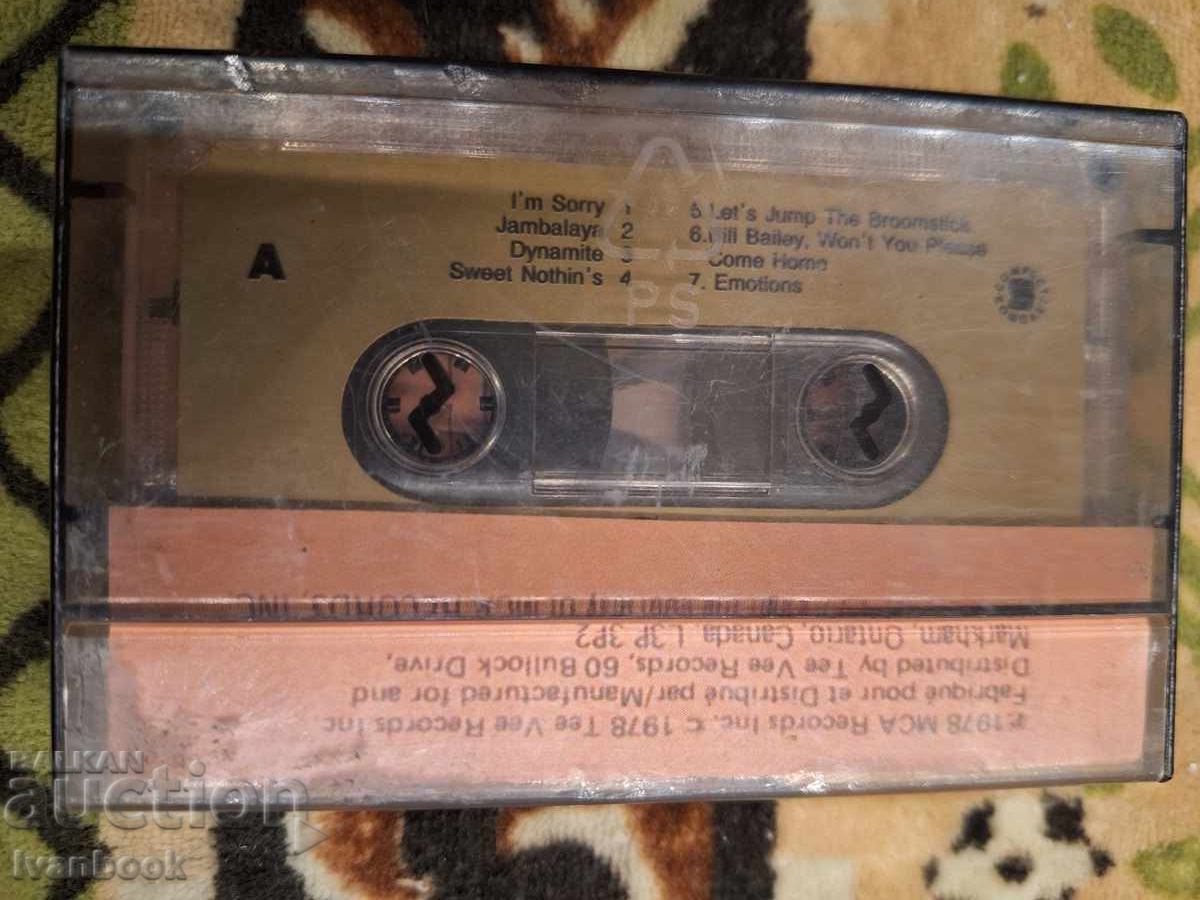 A
I'm Sorry 1
Jambalaya 2
Dynamite 3
Sweet Nothin's 4
5 Let's Jump The Broomstick
6. Bill Bailey, Won't You Please
Come Home
7. Emotions
PS
℗ 1978 MCA Records Inc. © 1978 Tee Vee Records Inc.
Fabriqué pour et Distribué par/Manufactured for and
Distributed by Tee Vee Records, 60 Bullock Drive,
Markham, Ontario, Canada. L3P 3P2
RECORDS, INC.
BALKAN
auction
Ivanbook